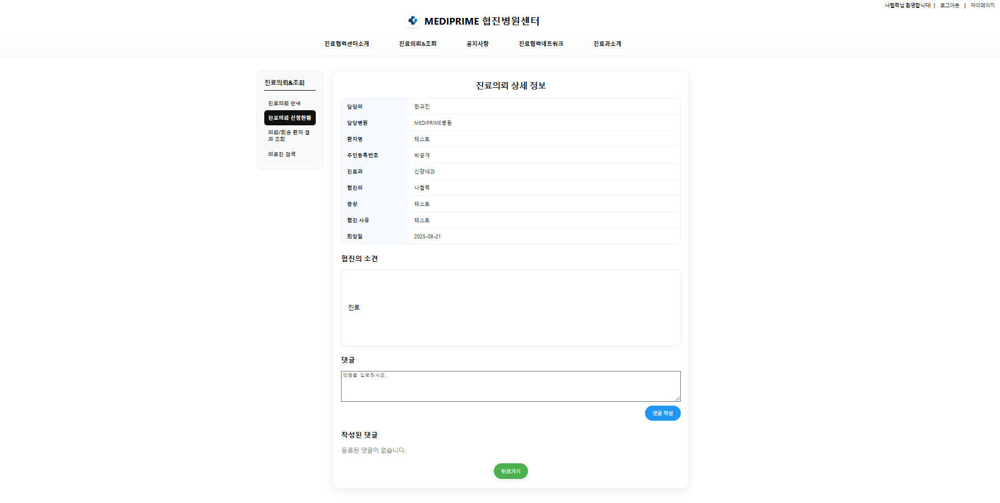 나협력님 환영합니다! | 로그아웃 | 마이페이지
MEDIPRIME 협진병원센터
진료협력센터소개 진료의뢰&조회 공지사항 진료협력네트워크 진료과소개
진료의뢰&조회
진료의뢰 안내
진료의뢰 신청현황
의뢰/회송 환자 결
과 조회
의료진 검색
진료의뢰 상세 정보
담당의 한규진
담당병원 MEDIPRIME병원
환자명 테스트
주민등록번호 비공개
진료과 신장내과
협진의 나협력
증상 테스트
협진 사유 테스트
희망일 2025-08-21
협진의 소견
진료
댓글
댓글을 입력하세요.
댓글 작성
작성된 댓글
등록된 댓글이 없습니다.
뒤로가기